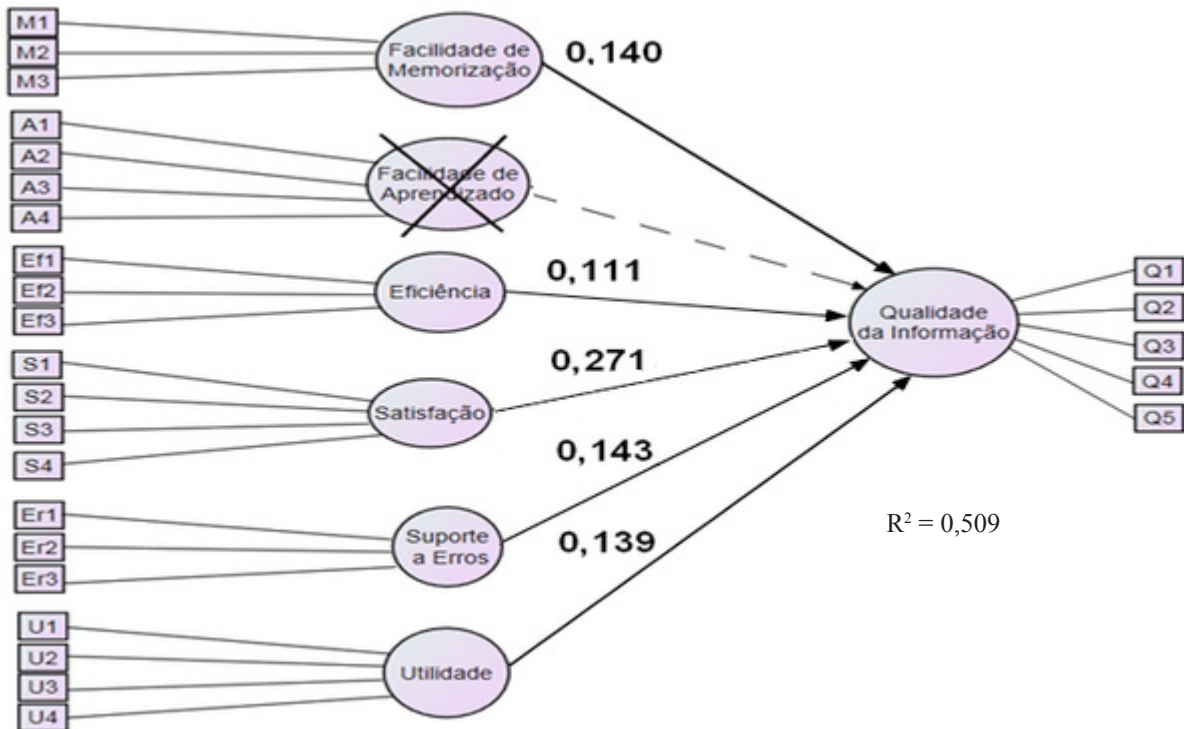 M1
M2
M3
Facilidade de
Memorização
0,140
A1
A2
A3
A4
Facilidade de
Aprendizado
Ef1
Ef2
Ef3
Eficiência
0,111
S1
S2
S3
S4
Satisfação
0,271
Er1
Er2
Er3
Suporte
a Erros
0,143
U1
U2
U3
U4
Utilidade
0,139
Qualidade
da Informação
Q1
Q2
Q3
Q4
Q5
R² = 0,509